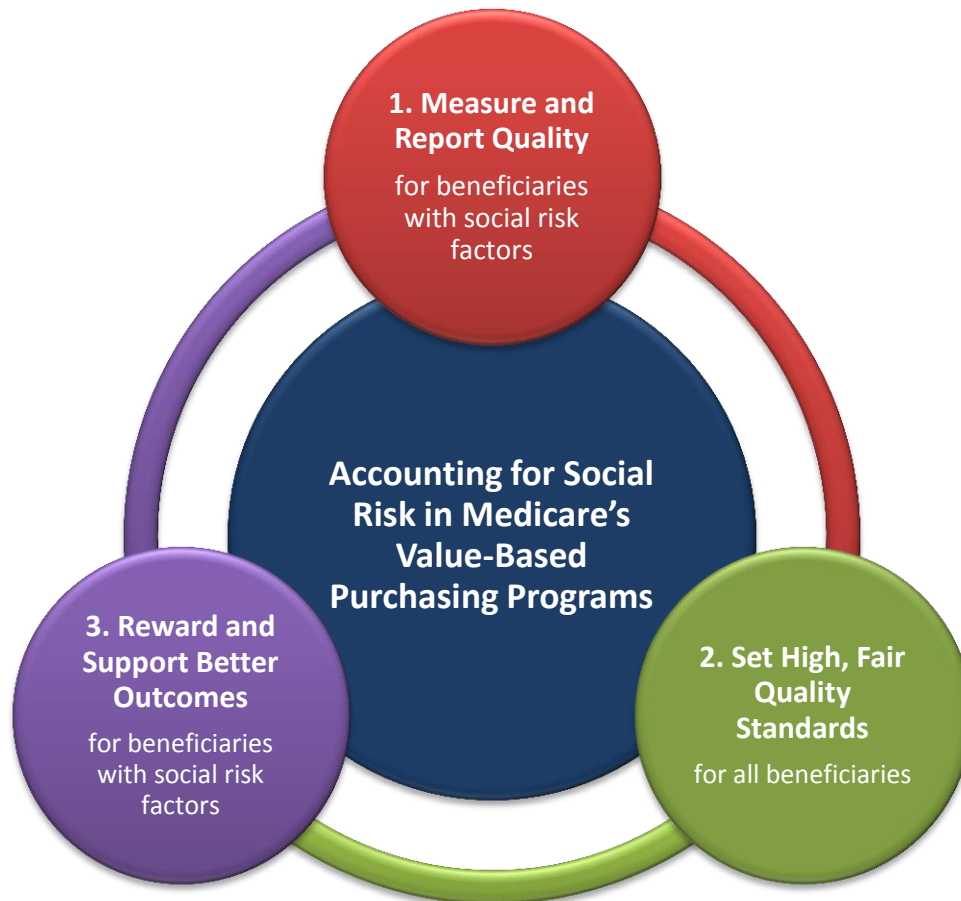 1. Measure and
Report Quality
for beneficiaries
with social risk
factors
Accounting for Social
Risk in Medicare’s
Value-Based
Purchasing Programs
3. Reward and
Support Better
Outcomes
for beneficiaries
with social risk
factors
2. Set High, Fair
Quality
Standards
for all beneficiaries